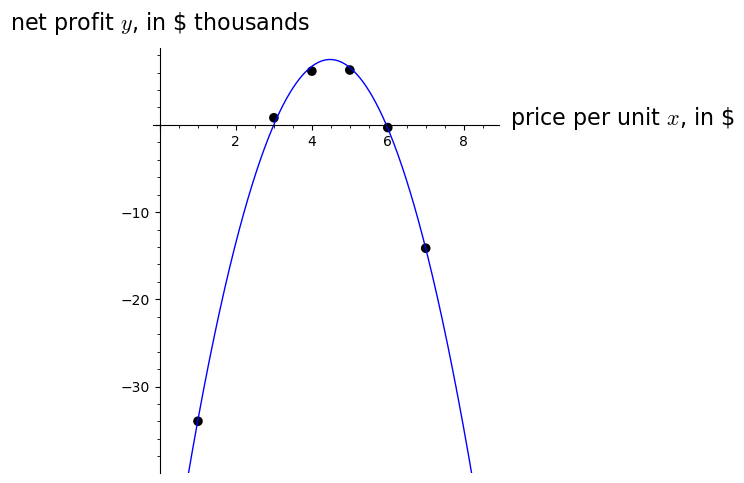 net profit y, in $ thousands
price per unit x, in $
2 4 6 8
−10
−20
−30